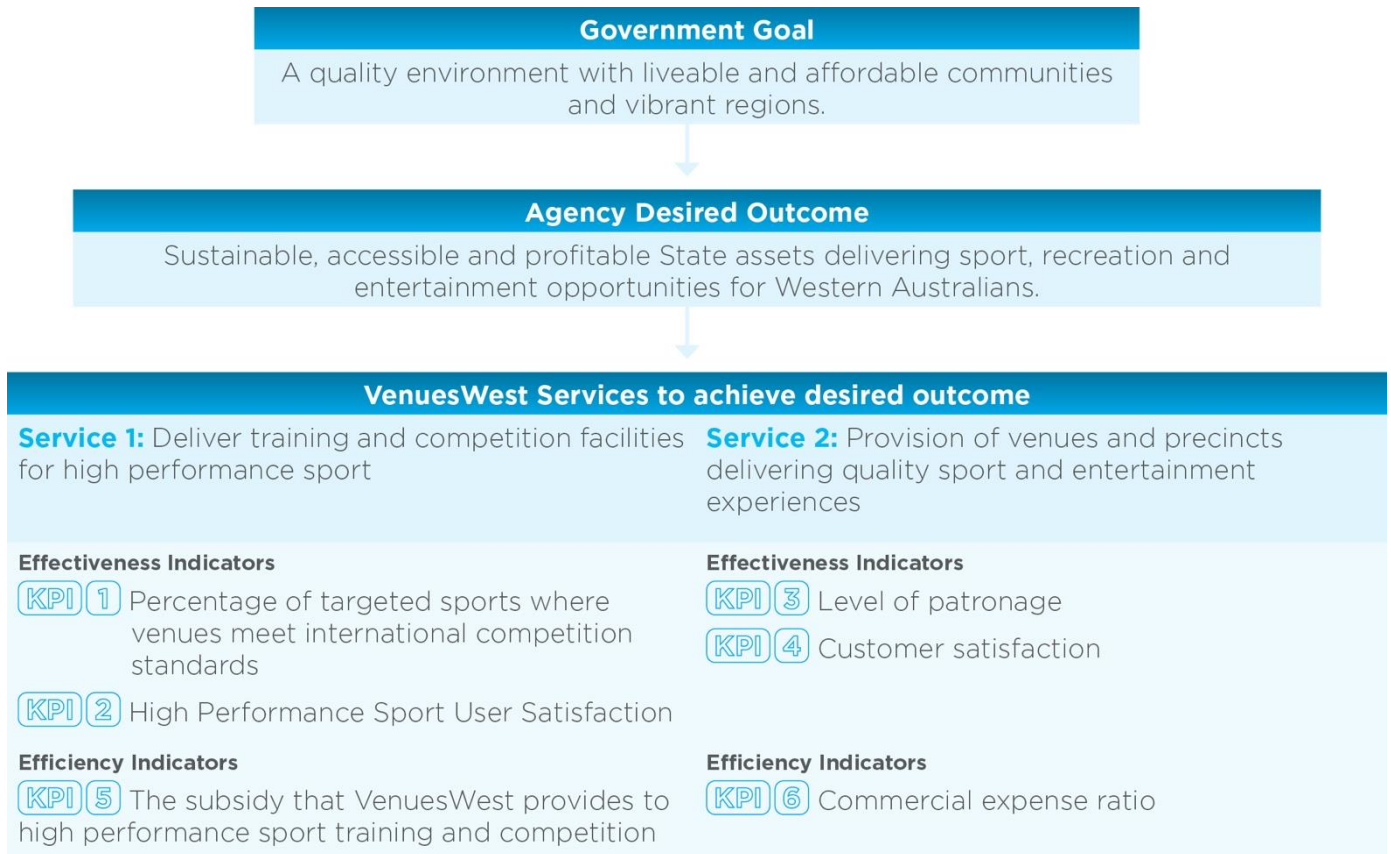 Government Goal
A quality environment with liveable and affordable communities
and vibrant regions.
Agency Desired Outcome
Sustainable, accessible and profitable State assets delivering sport, recreation and
entertainment opportunities for Western Australians.
VenuesWest Services to achieve desired outcome
Service 1: Deliver training and competition facilities
for high performance sport
Service 2: Provision of venues and precincts
delivering quality sport and entertainment
experiences
Effectiveness Indicators
KPI 1 Percentage of targeted sports where
venues meet international competition
standards
KPI 2 High Performance Sport User Satisfaction
Efficiency Indicators
KPI 5 The subsidy that VenuesWest provides to
high performance sport training and competition
Effectiveness Indicators
KPI 3 Level of patronage
KPI 4 Customer satisfaction
Efficiency Indicators
KPI 6 Commercial expense ratio